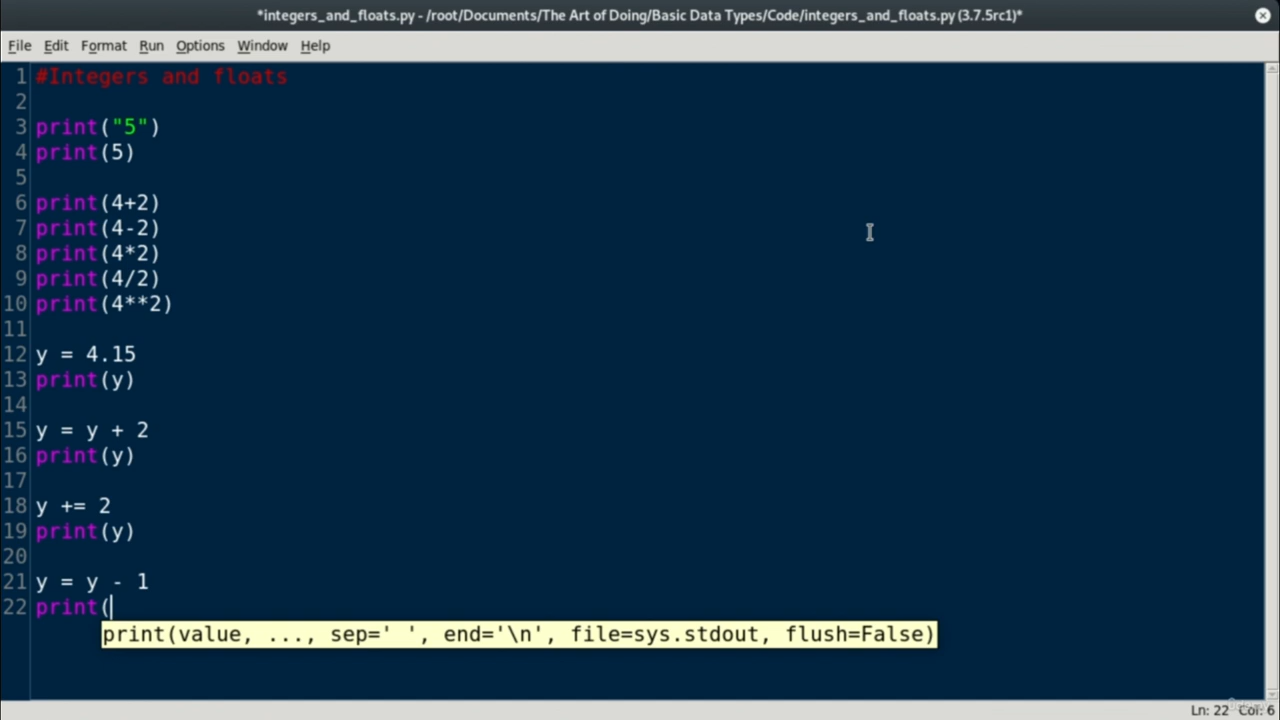 *integers_and_floats.py - /root/Documents/The Art of Doing/Basic Data Types/Code/integers_and_floats.py (3.7.5rc1)*
File Edit Format Run Options Window Help
1 #Integers and floats
2
3 print("5")
4 print(5)
5
6 print(4+2)
7 print(4-2)
8 print(4*2)
9 print(4/2)
10 print(4**2)
11
12 y = 4.15
13 print(y)
14
15 y = y + 2
16 print(y)
17
18 y += 2
19 print(y)
20
21 y = y - 1
22 print(
print(value, ..., sep=' ', end='\n', file=sys.stdout, flush=False)
Ln: 22 Col: 6